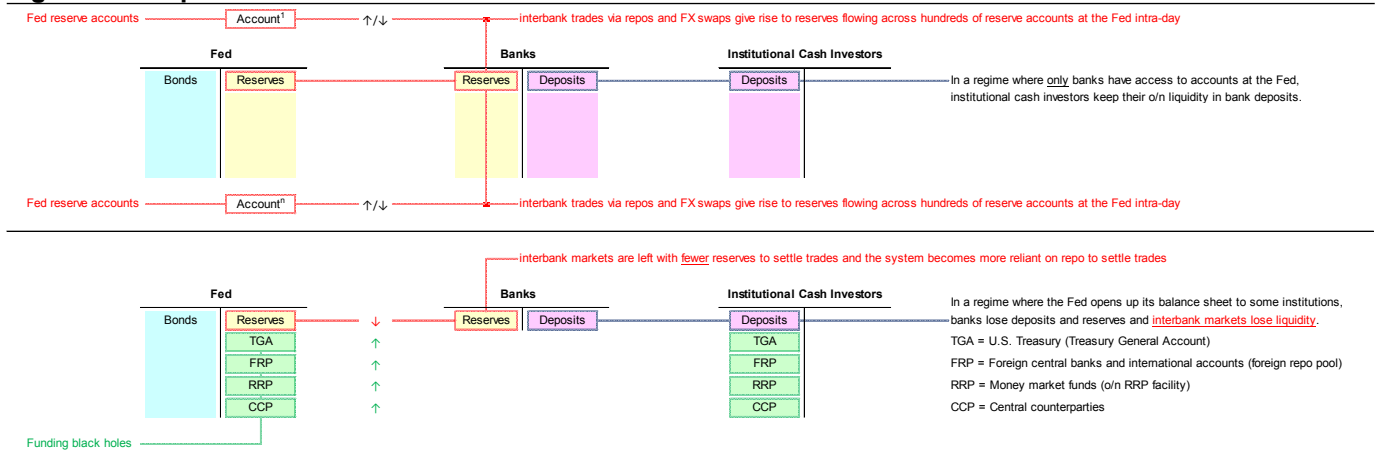 Fed reserve accounts Account¹ ↑/↓ interbank trades via repos and FX swaps give rise to reserves flowing across hundreds of reserve accounts at the Fed intra-day
Fed Banks Institutional Cash Investors
Bonds Reserves Reserves Deposits Deposits In a regime where only banks have access to accounts at the Fed,
institutional cash investors keep their o/n liquidity in bank deposits.
Fed reserve accounts Accountⁿ ↑/↓ interbank trades via repos and FX swaps give rise to reserves flowing across hundreds of reserve accounts at the Fed intra-day
interbank markets are left with fewer reserves to settle trades and the system becomes more reliant on repo to settle trades
Fed Banks Institutional Cash Investors
In a regime where the Fed opens up its balance sheet to some institutions,
Bonds Reserves ↓ Reserves Deposits Deposits banks lose deposits and reserves and interbank markets lose liquidity.
TGA ↑ TGA TGA = U.S. Treasury (Treasury General Account)
FRP ↑ FRP FRP = Foreign central banks and international accounts (foreign repo pool)
RRP ↑ RRP RRP = Money market funds (o/n RRP facility)
CCP ↑ CCP CCP = Central counterparties
Funding black holes